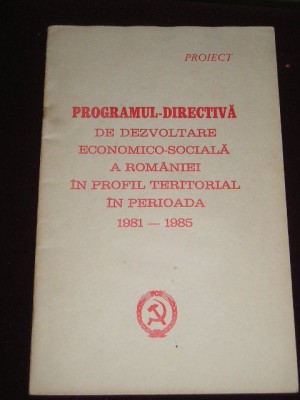 PROIECT
PROGRAMUL-DIRECTIVĂ
DE DEZVOLTARE
ECONOMICO-SOCIALĂ
A ROMÂNIEI
ÎN PROFIL TERITORIAL
ÎN PERIOADA
1981 — 1985
PCR